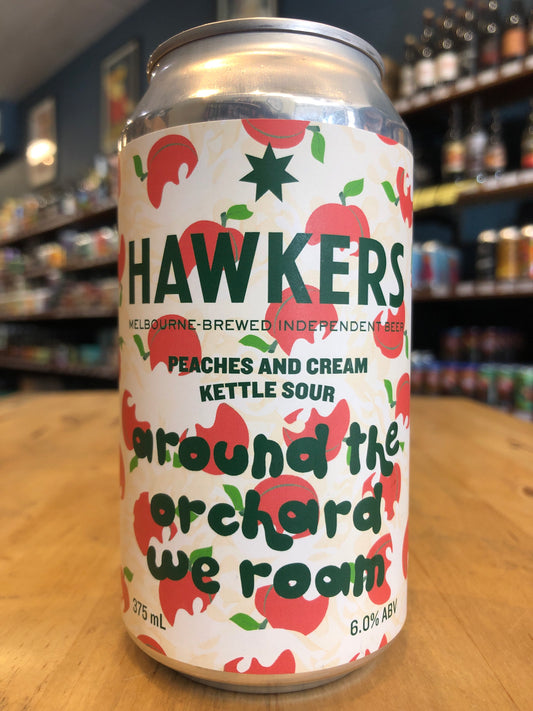 HAWKERS
MELBOURNE-BREWED INDEPENDENT BEER
PEACHES AND CREAM
KETTLE SOUR
around the
orchard
we roam
375 mL
6.0% ABV